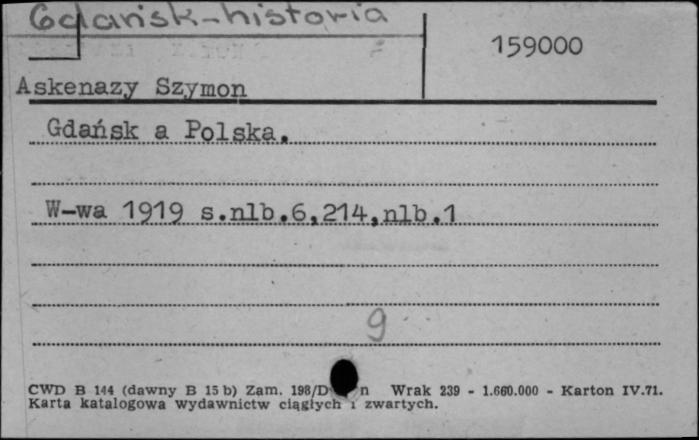 Gdańsk-historia
159000
Askenazy Szymon
Gdańsk a Polska.
W-wa 1919 s.nlb.6,214,nlb.1
9
CWD B 144 (dawny B 15 b) Zam. 198/D n Wrak 239 - 1.660.000 - Karton IV.71.
Karta katalogowa wydawnictw ciągłych i zwartych.